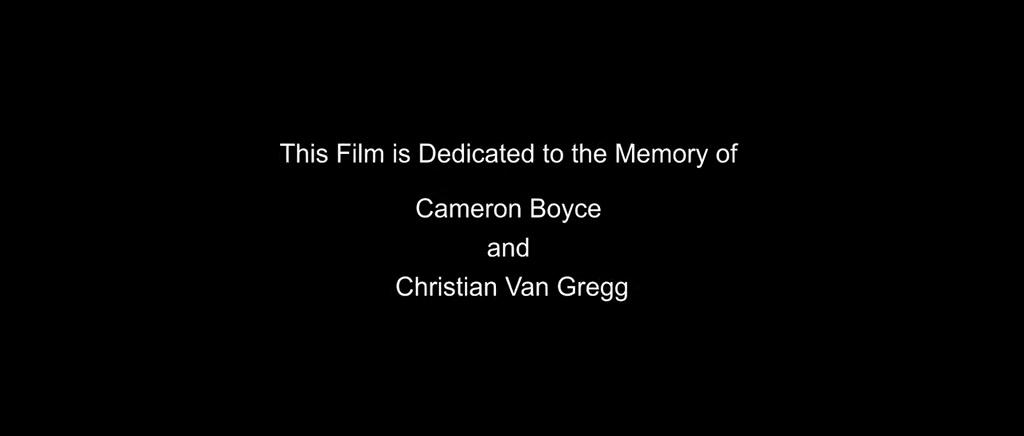 This Film is Dedicated to the Memory of
Cameron Boyce
and
Christian Van Gregg